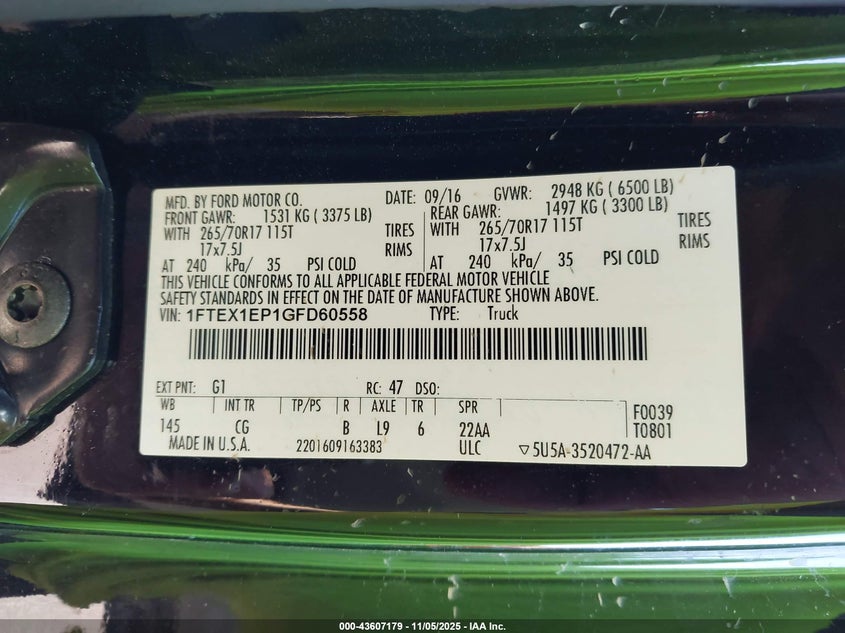 MFD. BY FORD MOTOR CO. DATE: 09/16 GVWR: 2948 KG ( 6500 LB)
FRONT GAWR: 1531 KG ( 3375 LB) REAR GAWR: 1497 KG ( 3300 LB)
WITH 265/70R17 115T TIRES WITH 265/70R17 115T TIRES
17x7.5J RIMS 17x7.5J RIMS
AT 240 kPa/ 35 PSI COLD AT 240 kPa/ 35 PSI COLD
THIS VEHICLE CONFORMS TO ALL APPLICABLE FEDERAL MOTOR VEHICLE
SAFETY STANDARDS IN EFFECT ON THE DATE OF MANUFACTURE SHOWN ABOVE.
VIN: 1FTEX1EP1GFD60558 TYPE: Truck
EXT PNT: G1 RC: 47 DSO:
WB INT TR TP/PS R AXLE TR SPR F0039
145 CG B L9 6 22AA T0801
MADE IN U.S.A. 2201609163383 ULC ▽5U5A-3520472-AA
000-43607179 - 11/05/2025 - IAA Inc.